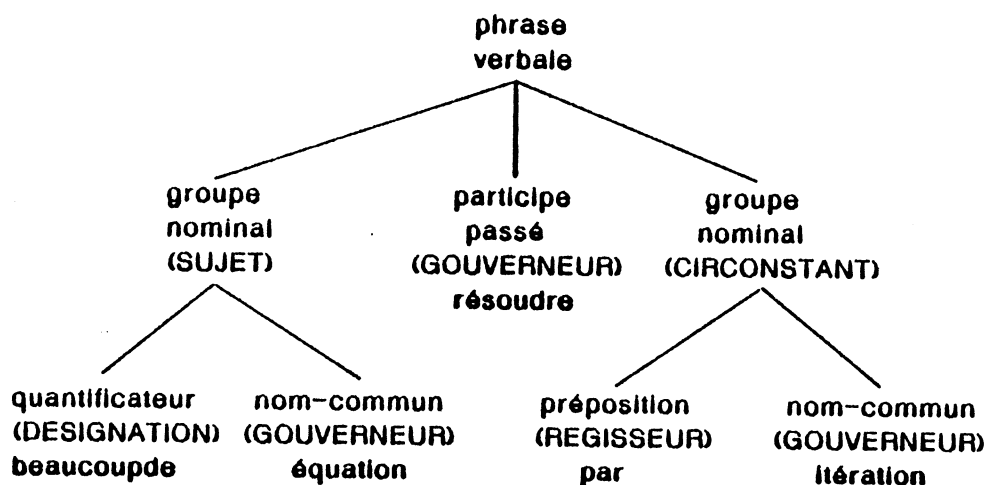 phrase
verbale
groupe
nominal
(SUJET)
participe
passé
(GOUVERNEUR)
résoudre
groupe
nominal
(CIRCONSTANT)
quantificateur
(DESIGNATION)
beaucoupde
nom-commun
(GOUVERNEUR)
équation
préposition
(REGISSEUR)
par
nom-commun
(GOUVERNEUR)
itération